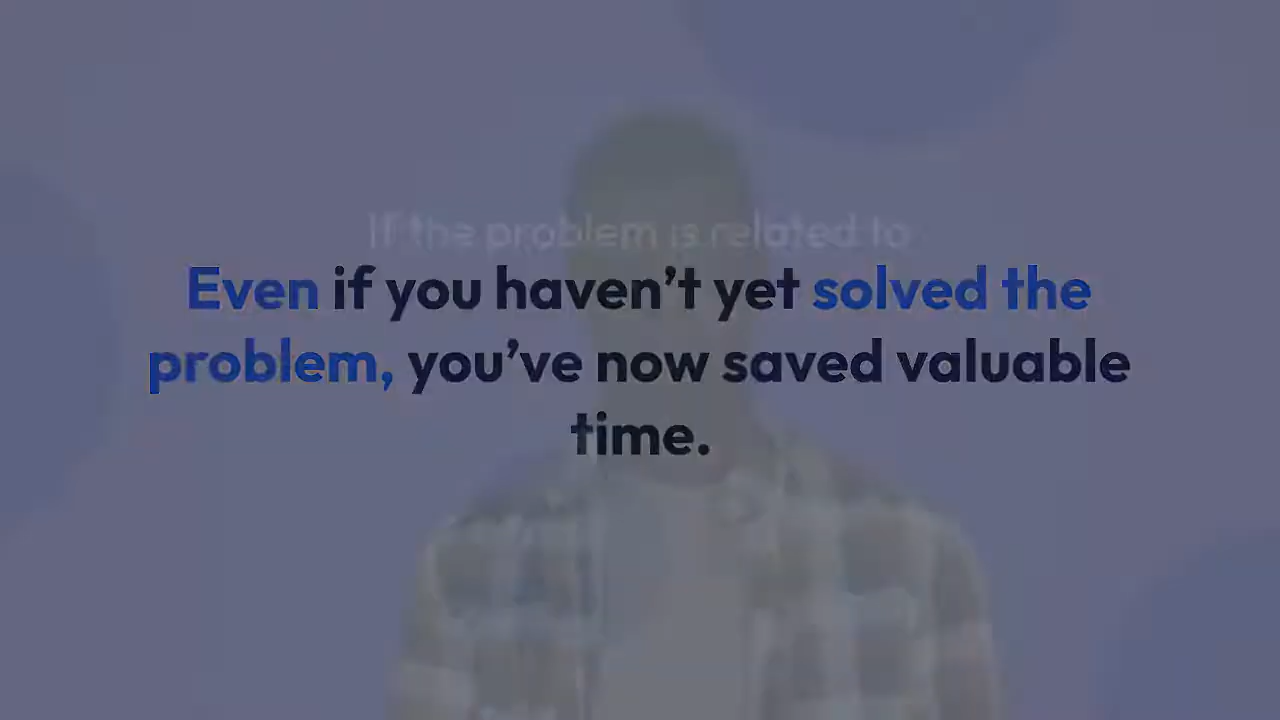 If the problem is related to
Even if you haven’t yet solved the
problem, you’ve now saved valuable
time.